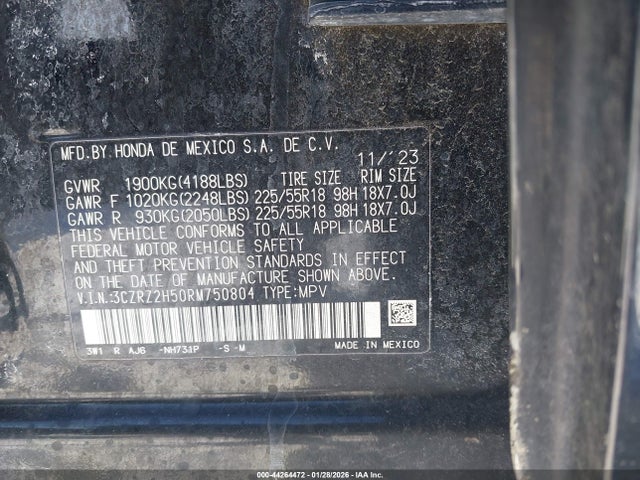 MFD.BY HONDA DE MEXICO S.A. DE C.V. 11/'23
GVWR 1900KG(4188LBS) TIRE SIZE RIM SIZE
GAWR F 1020KG(2248LBS) 225/55R18 98H 18X7.0J
GAWR R 930KG(2050LBS) 225/55R18 98H 18X7.0J
THIS VEHICLE CONFORMS TO ALL APPLICABLE
FEDERAL MOTOR VEHICLE SAFETY
AND THEFT PREVENTION STANDARDS IN EFFECT
ON THE DATE OF MANUFACTURE SHOWN ABOVE.
V.I.N.:3CZRZ2H50RM750804 TYPE:MPV
3W1 R AJB -NH731P -S -M MADE IN MEXICO
000-44264472 | 01/28/2026 - IAA Inc.